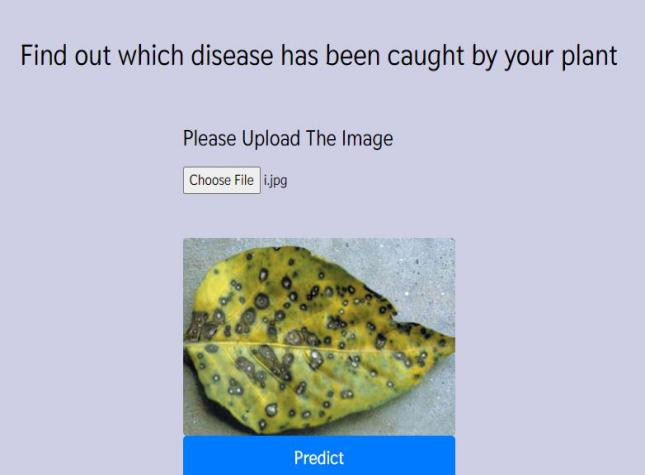 Find out which disease has been caught by your plant
Please Upload The Image
Choose File i.jpg
Predict